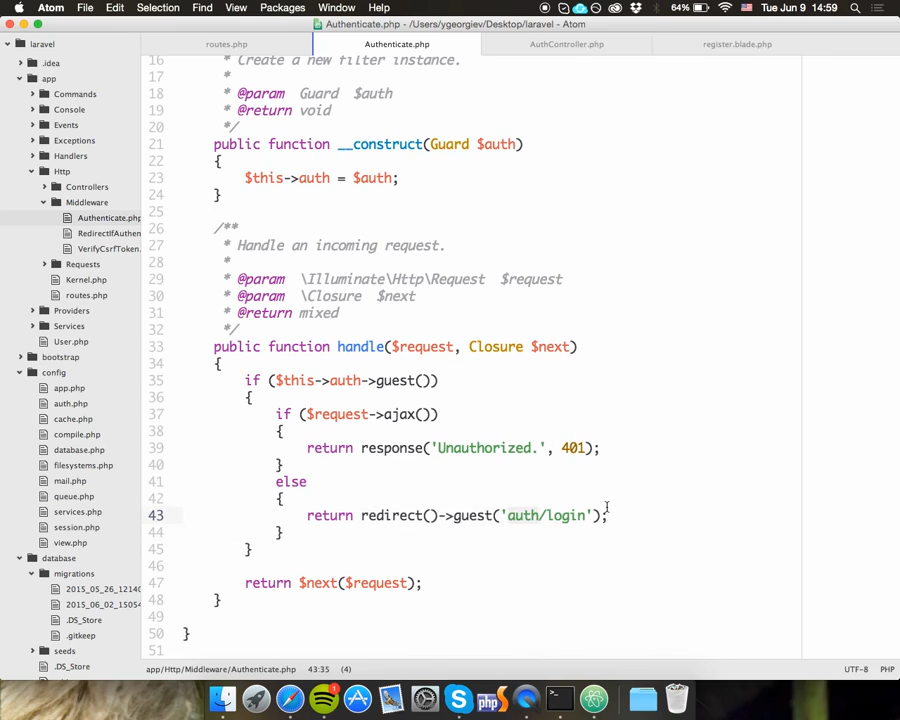 Atom File Edit View Find View Packages Window Help 64% Tue Jun 9 14:59
Authenticate.php - /Users/ygeorgiev/Desktop/laravel - Atom
laravel
.idea
app
Commands
Console
Events
Exceptions
Handlers
Http
Controllers
Middleware
Authenticate.php
RedirectIfAuthen
VerifyCsrfToken.
Requests
Kernel.php
routes.php
Providers
Services
User.php
bootstrap
config
app.php
auth.php
cache.php
compile.php
database.php
filesystems.php
mail.php
queue.php
services.php
session.php
view.php
database
migrations
2015_05_26_12140
2015_06_02_15054
.DS_Store
.gitkeep
seeds
.DS_Store
routes.php Authenticate.php AuthController.php register.blade.php
16 * Create a new filter instance.
17 *
18 * @param Guard $auth
19 * @return void
20 */
21 public function __construct(Guard $auth)
22 {
23 $this->auth = $auth;
24 }
25
26 /**
27 * Handle an incoming request.
28 *
29 * @param \Illuminate\Http\Request $request
30 * @param \Closure $next
31 * @return mixed
32 */
33 public function handle($request, Closure $next)
34 {
35 if ($this->auth->guest())
36 {
37 if ($request->ajax())
38 {
39 return response('Unauthorized.', 401);
40 }
41 else
42 {
43 return redirect()->guest('auth/login');
44 }
45 }
46
47 return $next($request);
48 }
49
50 }
51
app/Http/Middleware/Authenticate.php 43:35 (4) UTF-8 PHP
php
1